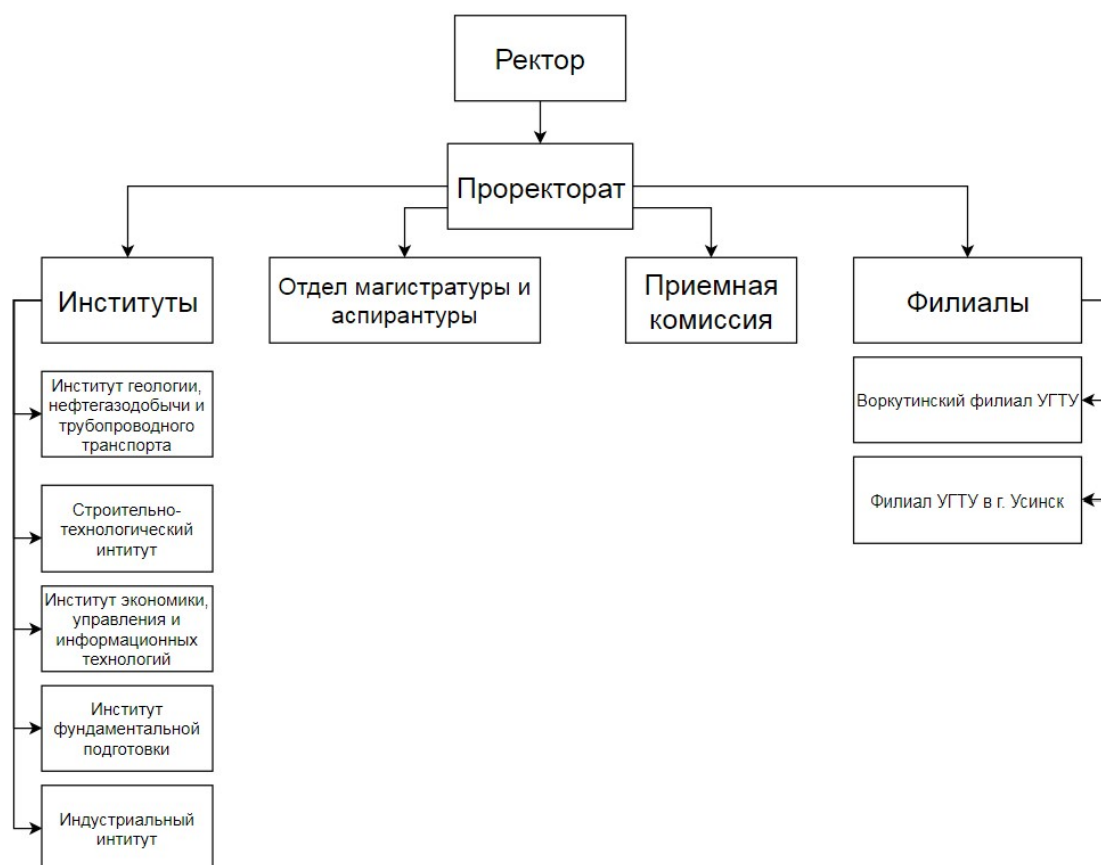 Ректор
Проректорат
Институты
Отдел магистратуры и
аспирантуры
Приемная
комиссия
Филиалы
Институт геологии,
нефтегазодобычи и
трубопроводного
транспорта
Строительно-
технологический
интитут
Институт экономики,
управления и
информационных
технологий
Институт
фундаментальной
подготовки
Индустриальный
интитут
Воркутинский филиал УГТУ
Филиал УГТУ в г. Усинск